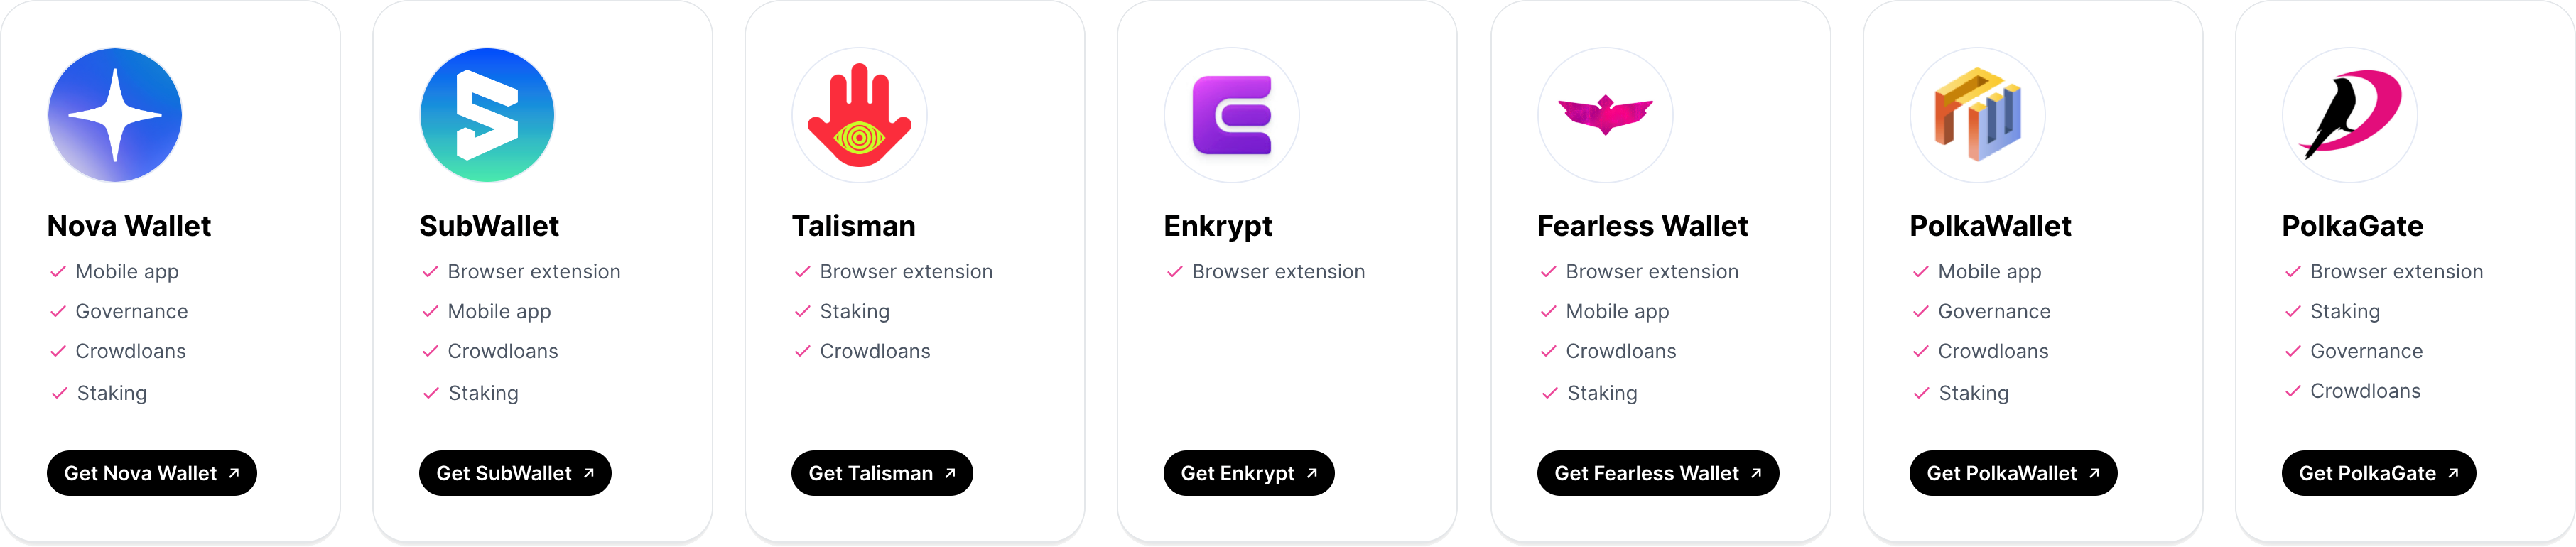 Nova Wallet
Mobile app
Governance
Crowdloans
Staking
Get Nova Wallet
SubWallet
Browser extension
Mobile app
Crowdloans
Staking
Get SubWallet
Talisman
Browser extension
Staking
Crowdloans
Get Talisman
Enkrypt
Browser extension
Get Enkrypt
Fearless Wallet
Browser extension
Mobile app
Crowdloans
Staking
Get Fearless Wallet
PolkaWallet
Mobile app
Governance
Crowdloans
Staking
Get PolkaWallet
PolkaGate
Browser extension
Staking
Governance
Crowdloans
Get PolkaGate